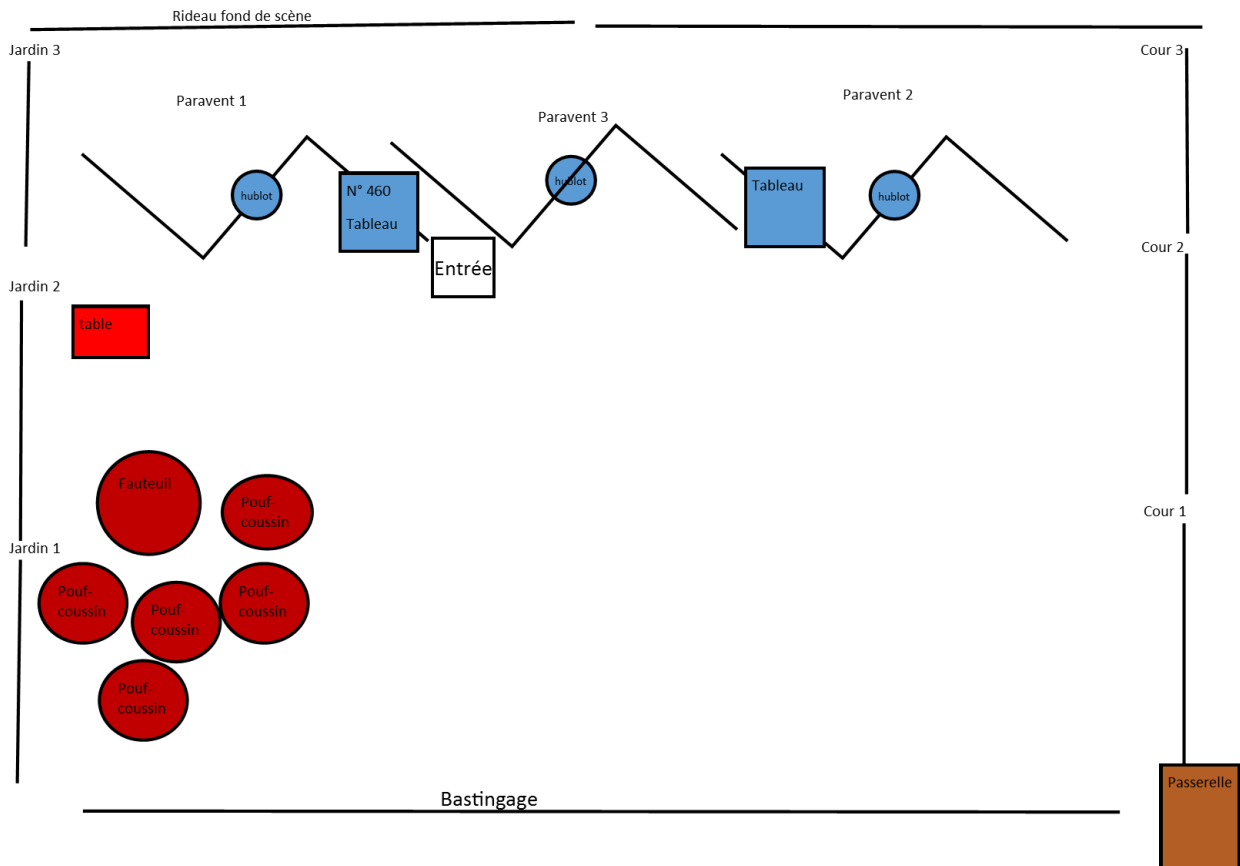 Rideau fond de scène
Jardin 3
Cour 3
Paravent 1
Paravent 3
Paravent 2
hublot
N° 460
Tableau
hublot
Tableau
hublot
Entrée
Cour 2
Jardin 2
table
Fauteuil
Pouf-
coussin
Cour 1
Jardin 1
Pouf-
coussin
Pouf-
coussin
Pouf-
coussin
Pouf-
coussin
Bastingage
Passerelle